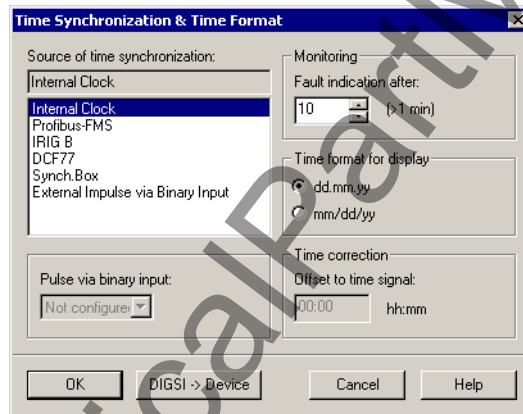 Time Synchronization & Time Format
Source of time synchronization:
Internal Clock
Internal Clock
Profibus-FMS
IRIG B
DCF77
Synch.Box
External Impulse via Binary Input
Pulse via binary input:
Not configure
Monitoring
Fault indication after:
10 (>1 min)
Time format for display
dd.mm.yy
mm/dd/yy
Time correction
Offset to time signal:
00:00 hh:mm
OK
DIGSI -> Device
Cancel
Help